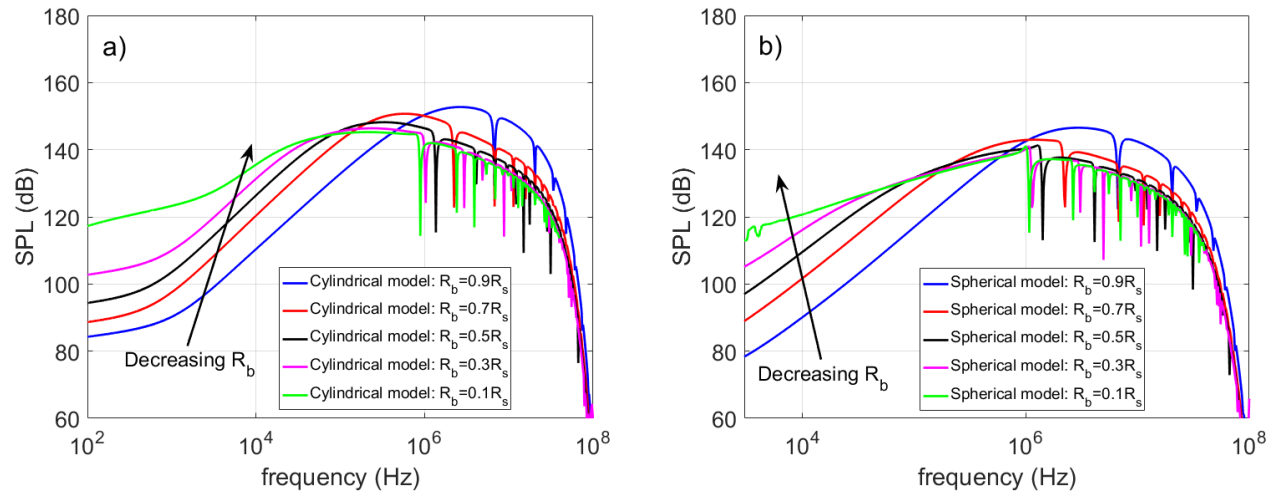 a)
180
160
140
120
100
80
60
SPL (dB)
10^2
10^4
10^6
10^8
frequency (Hz)
Decreasing R_b
Cylindrical model: R_b=0.9R_s
Cylindrical model: R_b=0.7R_s
Cylindrical model: R_b=0.5R_s
Cylindrical model: R_b=0.3R_s
Cylindrical model: R_b=0.1R_s
b)
180
160
140
120
100
80
60
SPL (dB)
10^4
10^6
10^8
frequency (Hz)
Decreasing R_b
Spherical model: R_b=0.9R_s
Spherical model: R_b=0.7R_s
Spherical model: R_b=0.5R_s
Spherical model: R_b=0.3R_s
Spherical model: R_b=0.1R_s